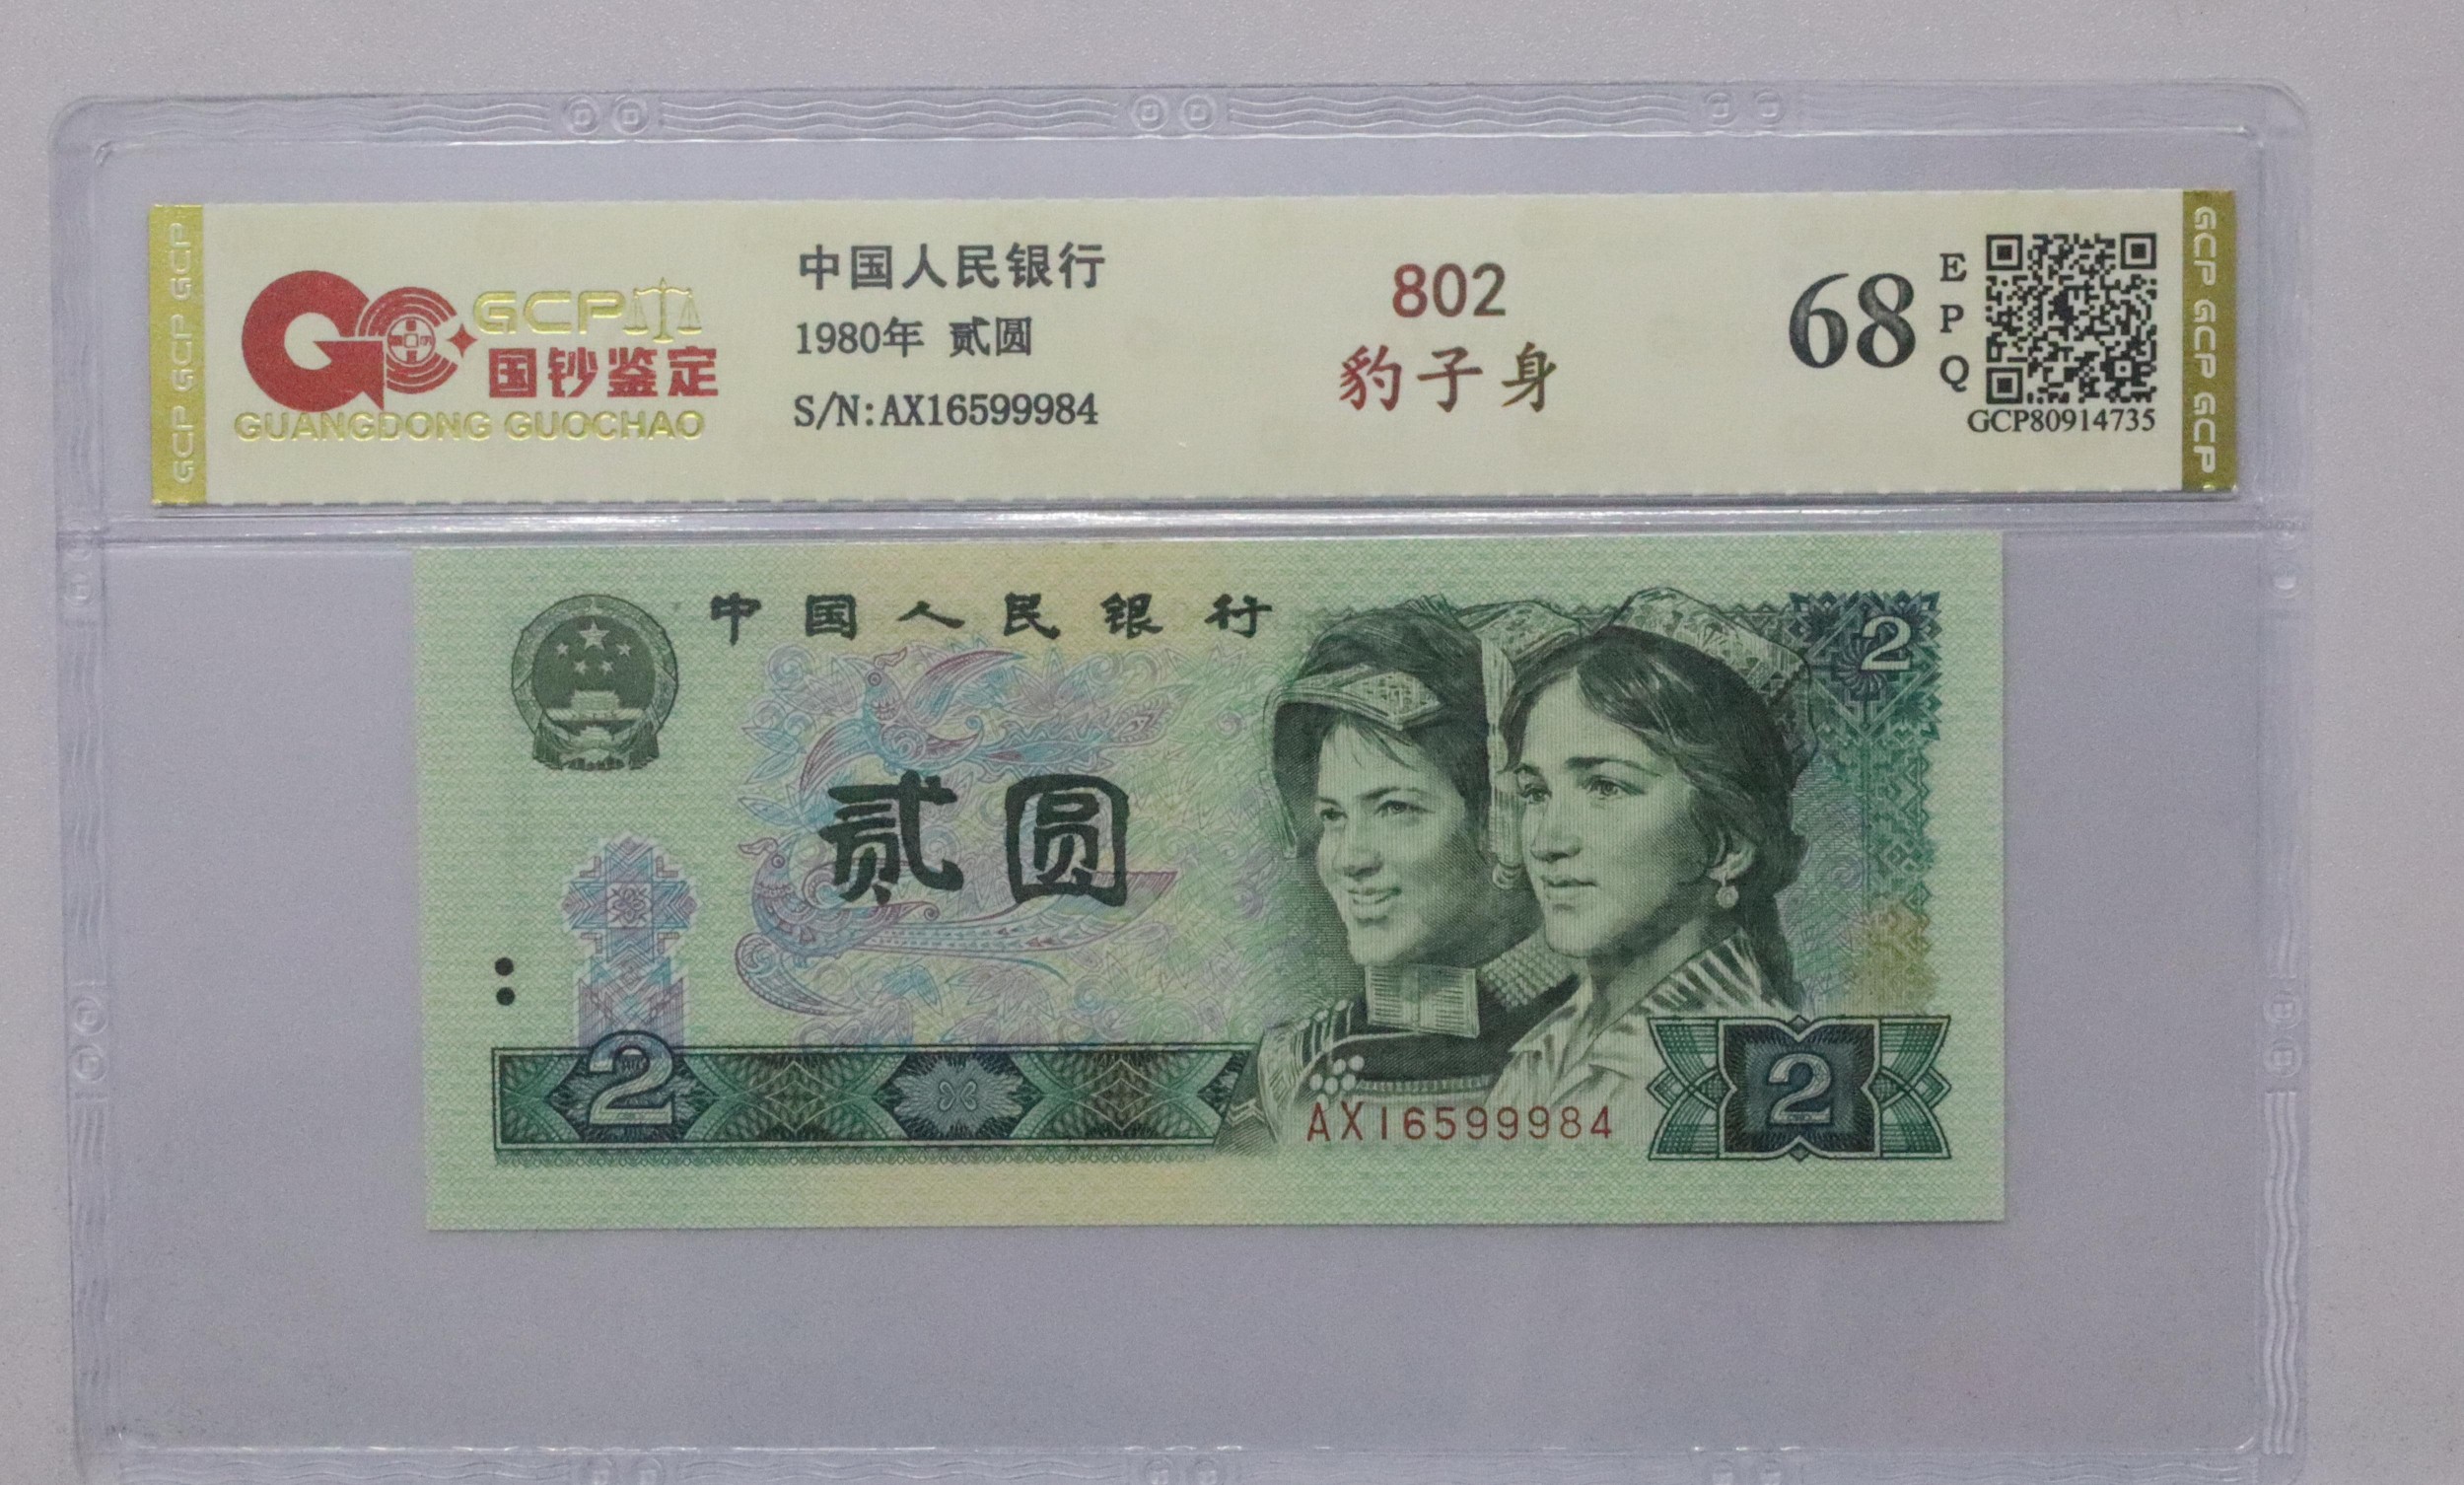 GCP
国钞鉴定
GUANGDONG GUOCHAO
GCP GCP GCP
中国人民银行
1980年 贰圆
S/N:AX16599984
802
豹子身
68
EPQ
GCP80914735
GCP GCP GCP
中国人民银行
2
贰圆
2
AX16599984
2